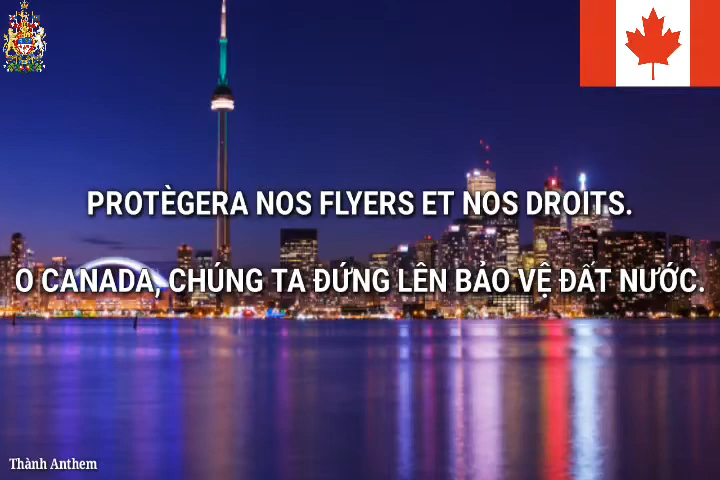 PROTÈGERA NOS FLYERS ET NOS DROITS.
O CANADA, CHÚNG TA ĐỨNG LÊN BẢO VỆ ĐẤT NƯỚC.
Thành Anthem